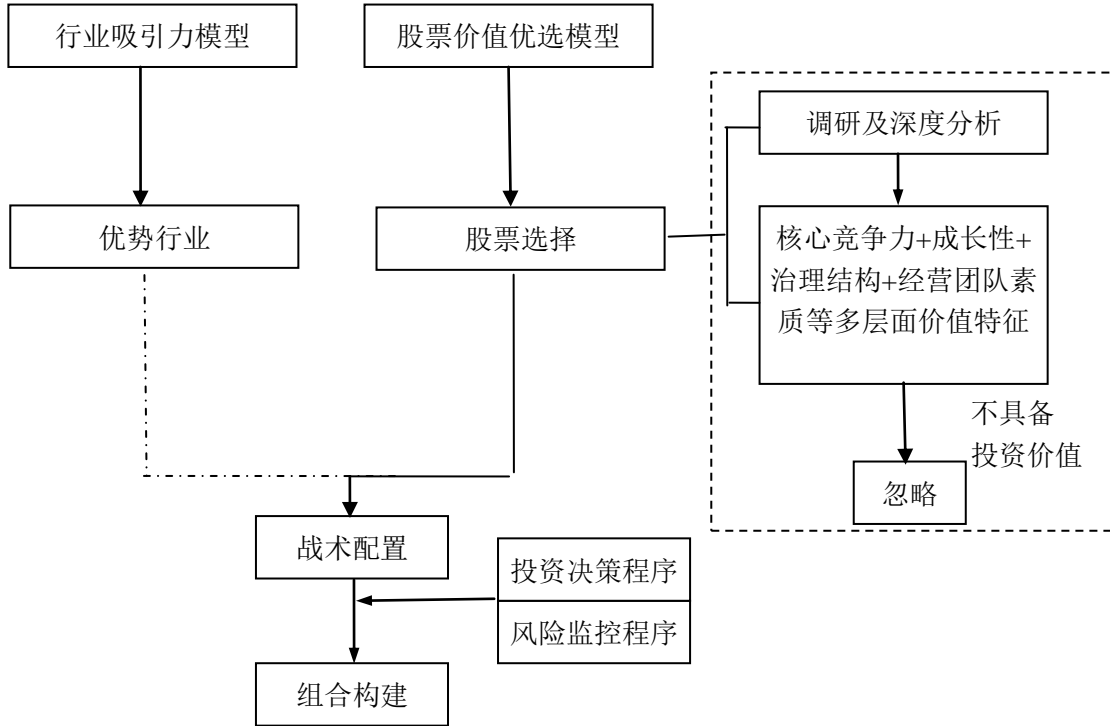 行业吸引力模型
股票价值优选模型
调研及深度分析
优势行业
股票选择
核心竞争力+成长性+
治理结构+经营团队素
质等多层面价值特征
不具备
投资价值
忽略
战术配置
投资决策程序
风险监控程序
组合构建